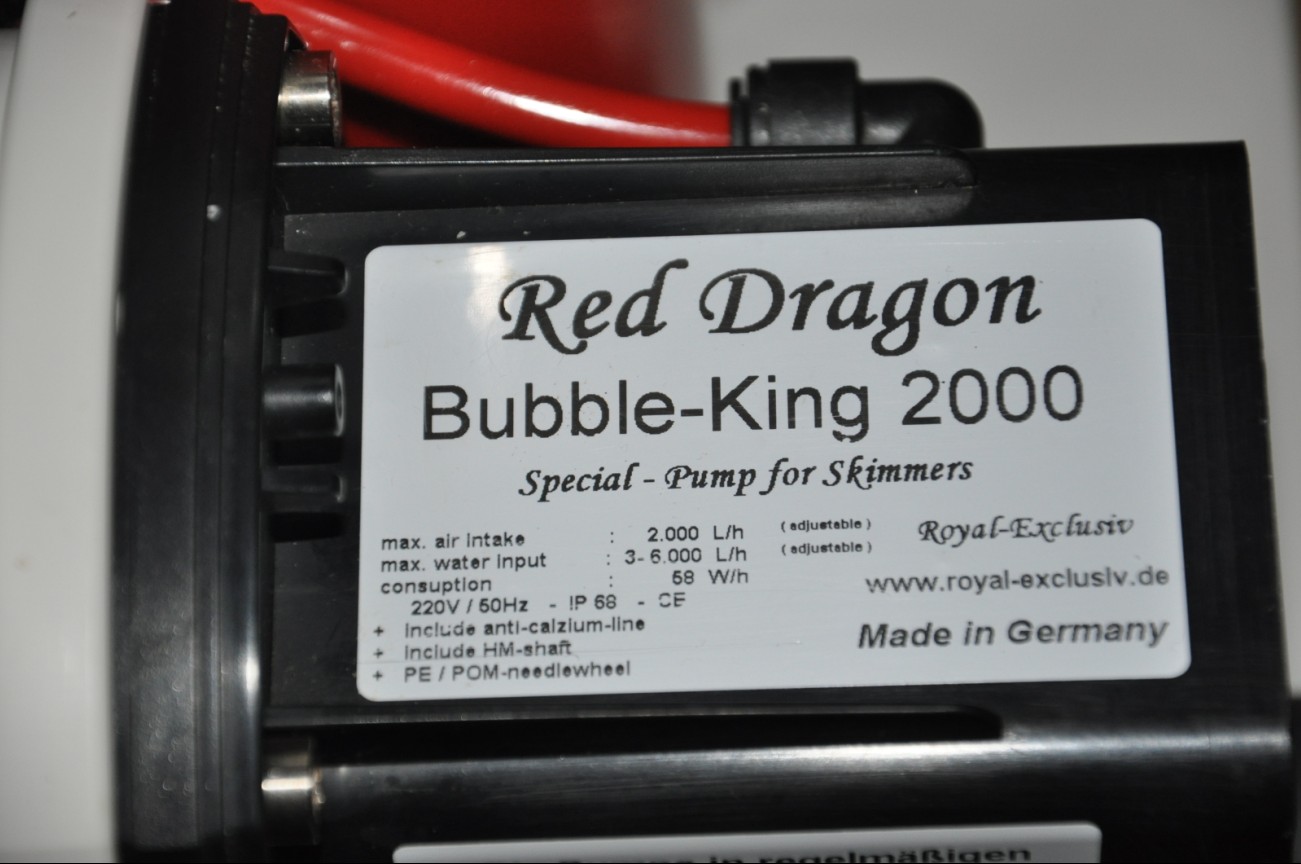 Red Dragon
Bubble-King 2000
Special - Pump for Skimmers
max. air intake : 2.000 L/h (adjustable)
max. water input : 3-6.000 L/h (adjustable)
consuption : 58 W/h
220V / 50Hz - IP 68 - CE
+ include anti-calzium-line
+ include HM-shaft
+ PE / POM-needlewheel
Royal-Exclusiv
www.royal-exclusiv.de
Made in Germany
in regelmäßigen